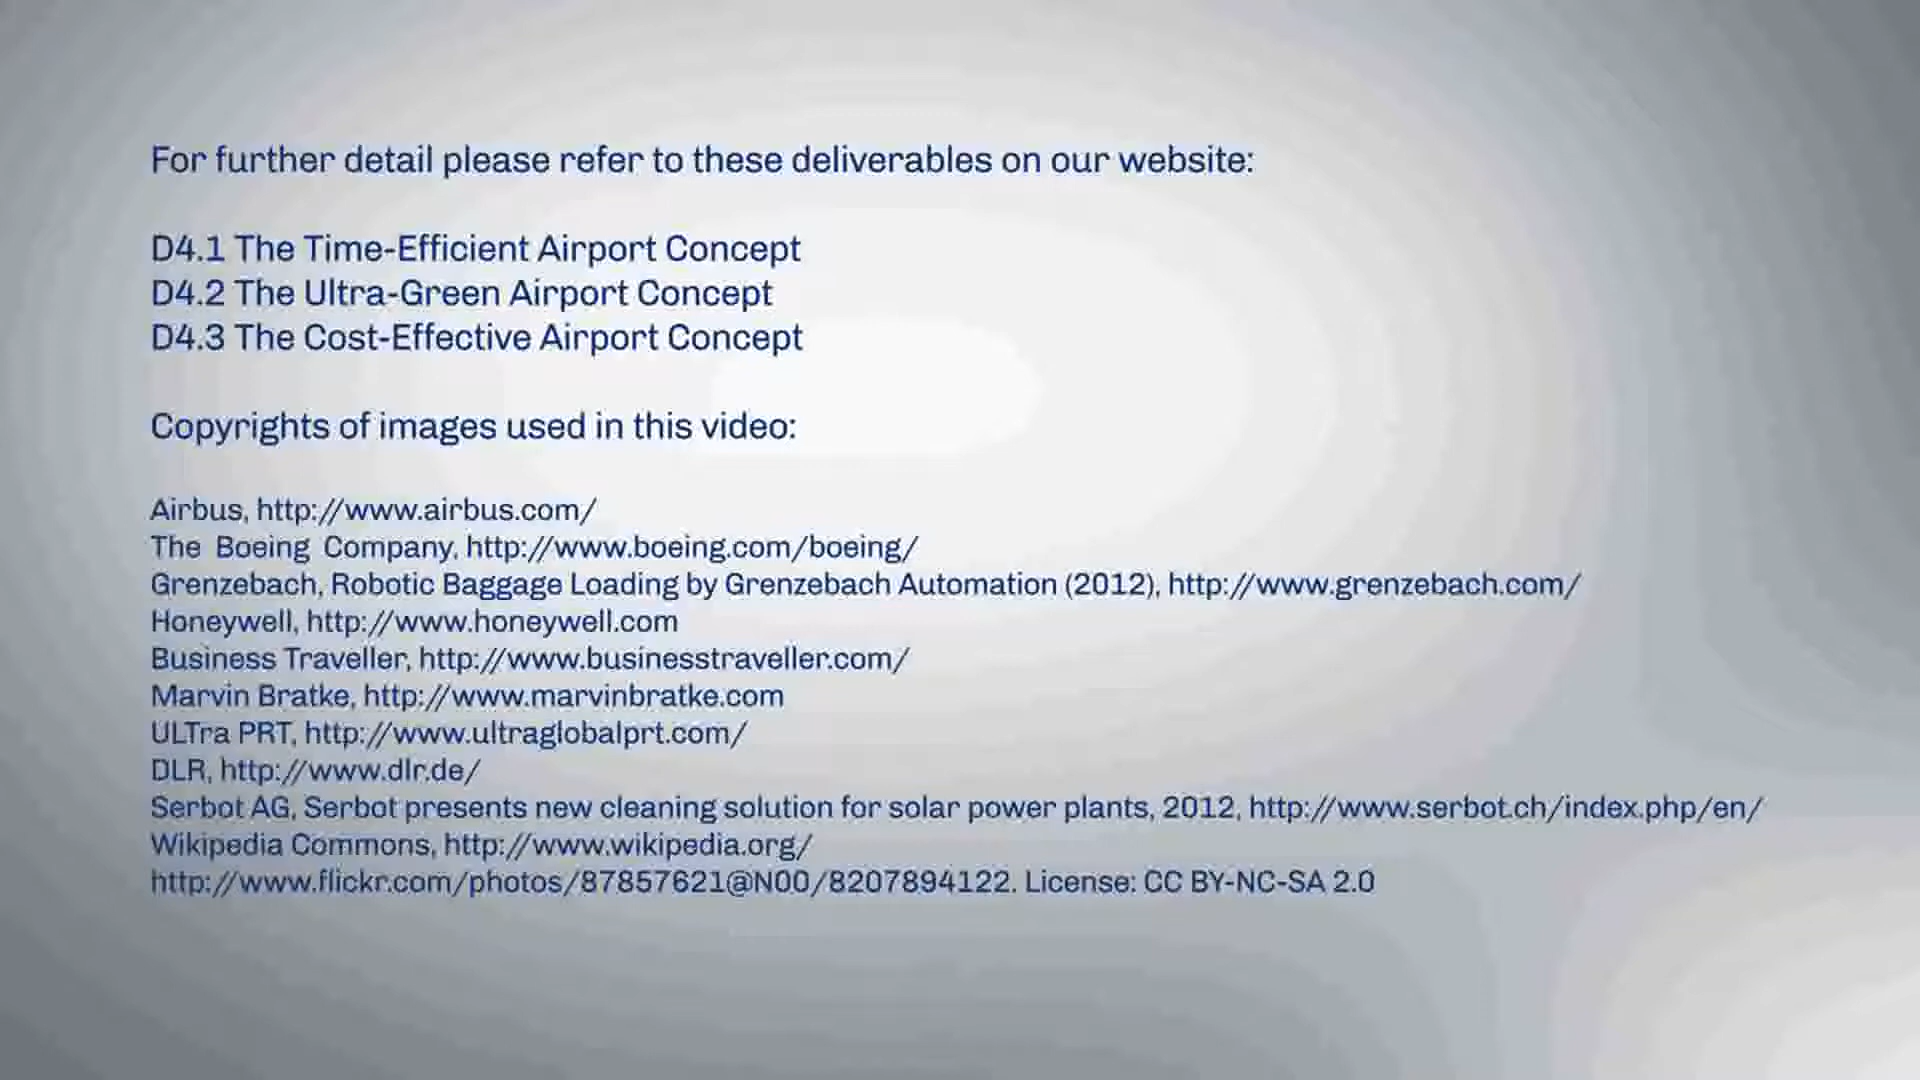 For further detail please refer to these deliverables on our website:
D4.1 The Time-Efficient Airport Concept
D4.2 The Ultra-Green Airport Concept
D4.3 The Cost-Effective Airport Concept
Copyrights of images used in this video:
Airbus, http://www.airbus.com/
The Boeing Company, http://www.boeing.com/boeing/
Grenzebach, Robotic Baggage Loading by Grenzebach Automation (2012), http://www.grenzebach.com/
Honeywell, http://www.honeywell.com
Business Traveller, http://www.businesstraveller.com/
Marvin Bratke, http://www.marvinbratke.com
ULTra PRT, http://www.ultraglobalprt.com/
DLR, http://www.dlr.de/
Serbot AG, Serbot presents new cleaning solution for solar power plants, 2012, http://www.serbot.ch/index.php/en/
Wikipedia Commons, http://www.wikipedia.org/
http://www.flickr.com/photos/87857621@N00/8207894122. License: CC BY-NC-SA 2.0